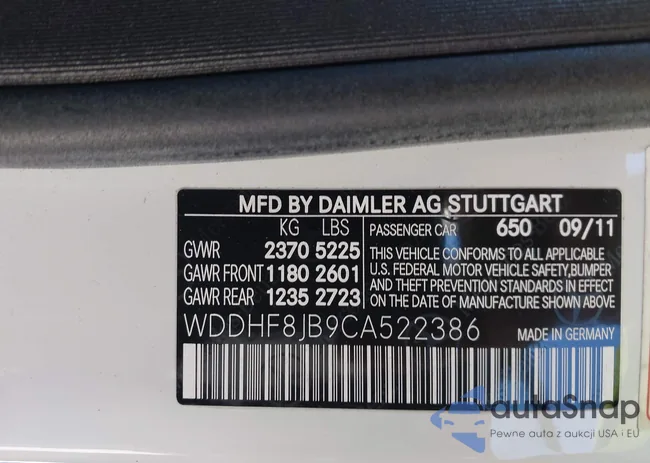 MFD BY DAIMLER AG STUTTGART
KG LBS PASSENGER CAR 650 09/11
GVWR 2370 5225
GAWR FRONT 1180 2601
GAWR REAR 1235 2723
THIS VEHICLE CONFORMS TO ALL APPLICABLE
U.S. FEDERAL MOTOR VEHICLE SAFETY,BUMPER
AND THEFT PREVENTION STANDARDS IN EFFECT
ON THE DATE OF MANUFACTURE SHOWN ABOVE
WDDHF8JB9CA522386 MADE IN GERMANY
autoSnap
Pewne auta z aukcji USA i EU